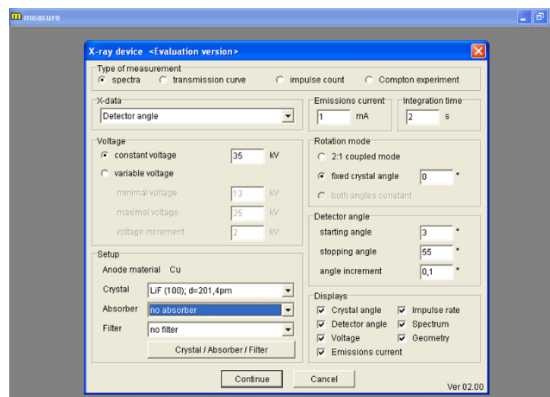 measure
X-ray device <Evaluation version>
Type of measurement
spectra transmission curve impulse count Compton experiment
X-data
Detector angle
Emissions current
1 mA
Integration time
2 s
Voltage
constant voltage 35 kV
variable voltage
minimal voltage 13 kV
maximal voltage 25 kV
voltage increment 2 kV
Rotation mode
2:1 coupled mode
fixed crystal angle 0 °
both angles constant
Detector angle
starting angle 3 °
stopping angle 55 °
angle increment 0,1 °
Setup
Anode material Cu
Crystal LiF (100); d=201,4pm
Absorber no absorber
Filter no filter
Crystal / Absorber / Filter
Displays
Crystal angle Impulse rate
Detector angle Spectrum
Voltage Geometry
Emissions current
Continue Cancel
Ver 02.00